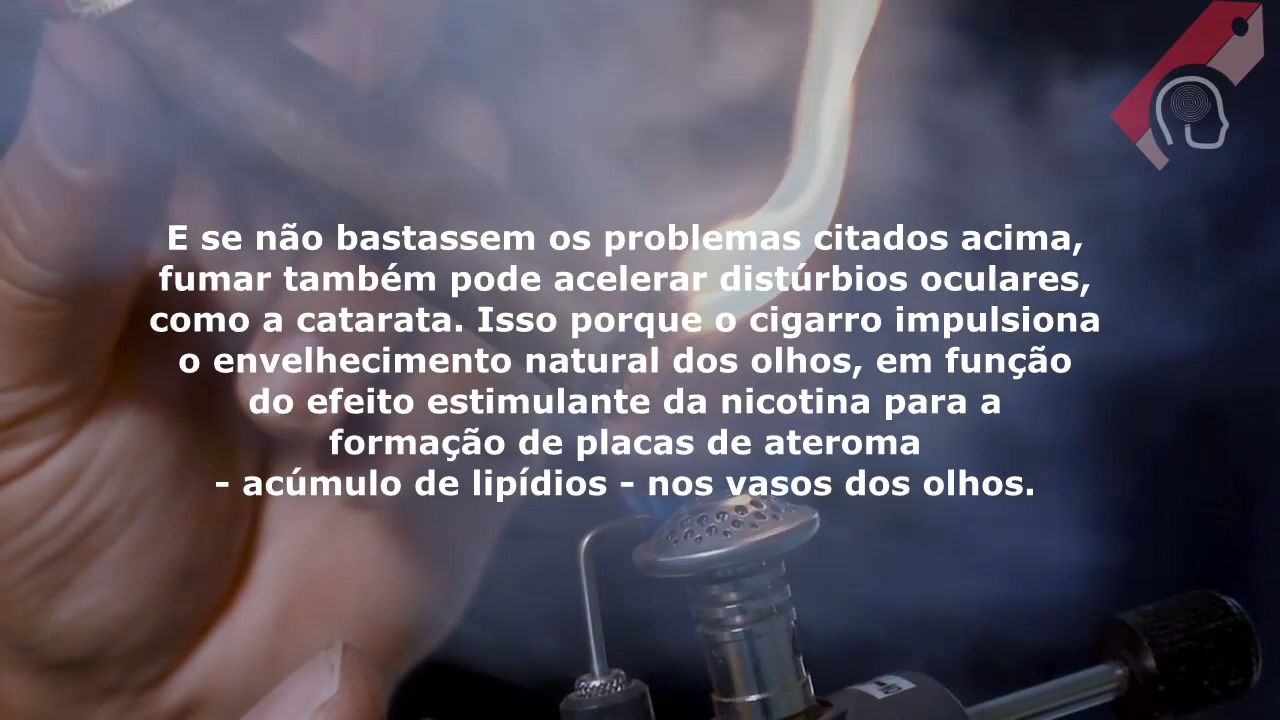 E se não bastassem os problemas citados acima,
fumar também pode acelerar distúrbios oculares,
como a catarata. Isso porque o cigarro impulsiona
o envelhecimento natural dos olhos, em função
do efeito estimulante da nicotina para a
formação de placas de ateroma
- acúmulo de lipídios - nos vasos dos olhos.